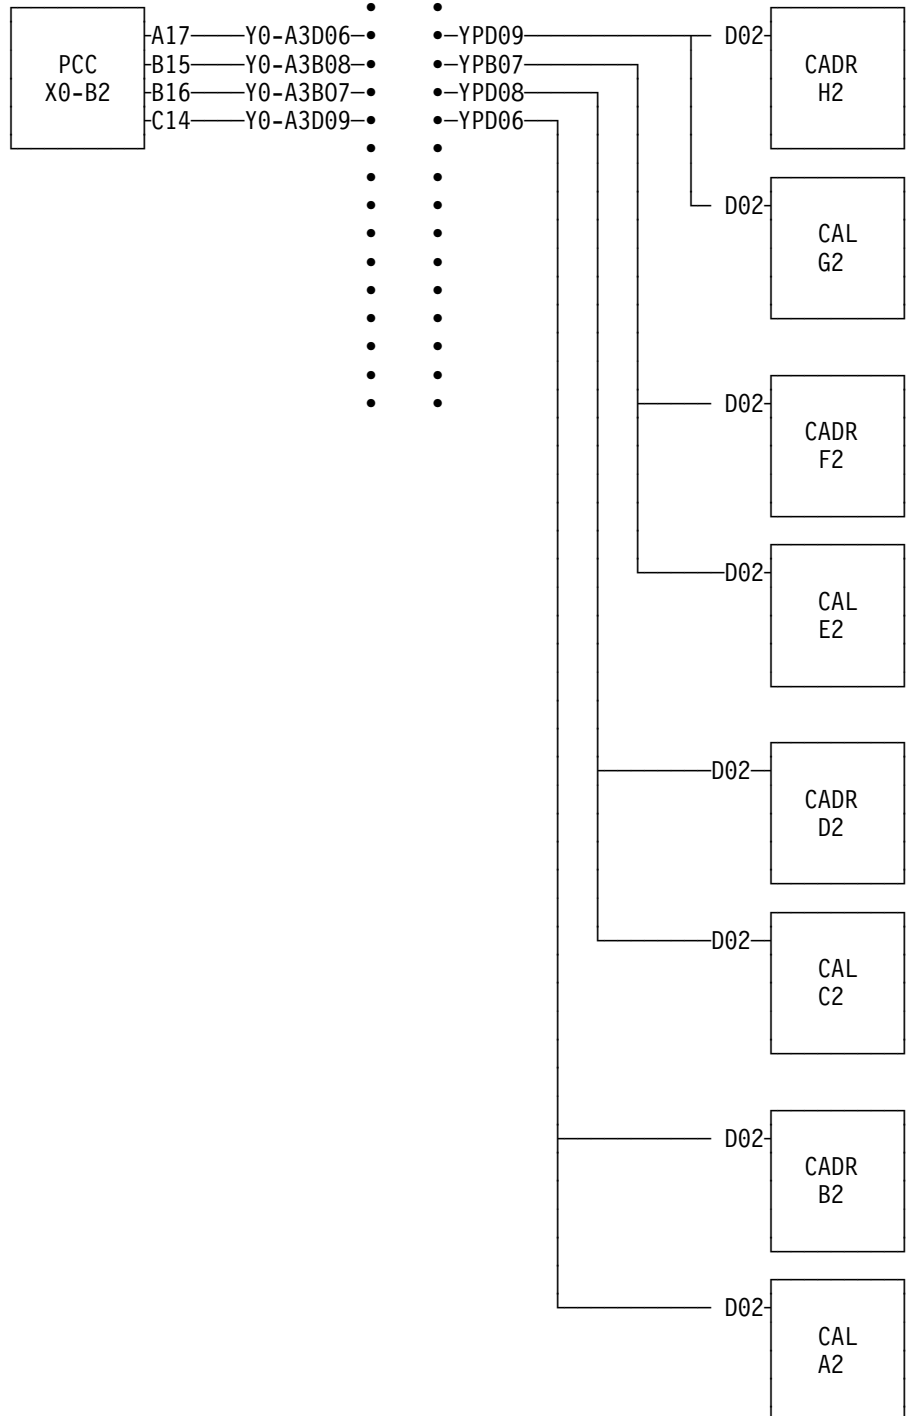 A17 Y0-A3D06 YPD09 D02
PCC B15 Y0-A3B08 YPB07 CADR
X0-B2 B16 Y0-A3BO7 YPD08 H2
C14 Y0-A3D09 YPD06
D02
CAL
G2
D02
CADR
F2
D02
CAL
E2
D02
CADR
D2
D02
CAL
C2
D02
CADR
B2
D02
CAL
A2